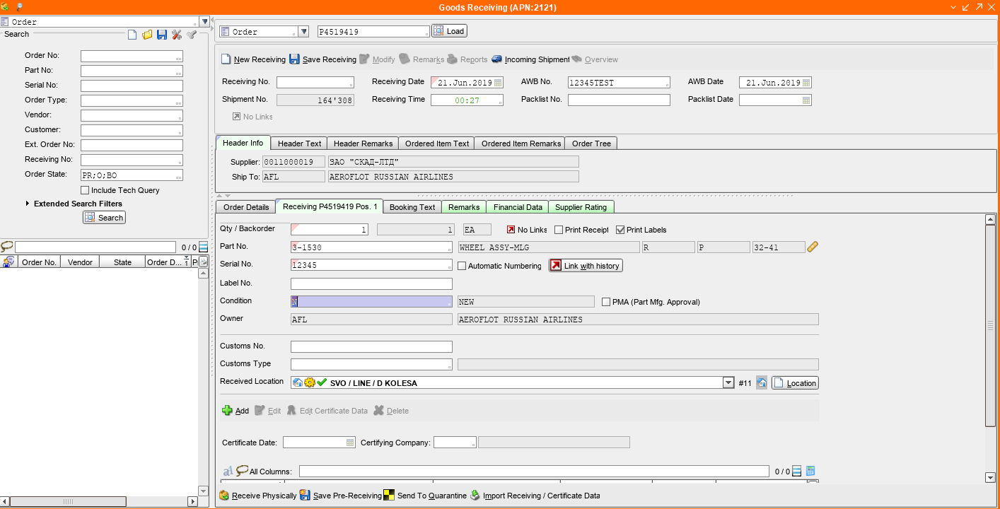 Goods Receiving (APN:2121)
Order
Search
Order No:
Part No:
Serial No:
Order Type:
Vendor:
Customer:
Ext. Order No:
Receiving No:
Order State: PR;O;BO
Include Tech Query
Extended Search Filters
Search
0 / 0
Order No. Vendor State Order D... 1 P
Order P4519419 Load
New Receiving Save Receiving Modify Remarks Reports Incoming Shipment Overview
Receiving No. Receiving Date 21.Jun.2019 AWB No. 12345TEST AWB Date 21.Jun.2019
Shipment No. 164'308 Receiving Time 00:27 Packlist No. Packlist Date
No Links
Header Info Header Text Header Remarks Ordered Item Text Ordered Item Remarks Order Tree
Supplier: 0011000019 ЗАО "СКАД-ЛТД"
Ship To: AFL AEROFLOT RUSSIAN AIRLINES
Order Details Receiving P4519419 Pos. 1 Booking Text Remarks Financial Data Supplier Rating
Qty / Backorder 1 1 EA No Links Print Receipt Print Labels
Part No. 3-1530 WHEEL ASSY-MLG R P 32-41
Serial No. 12345 Automatic Numbering Link with history
Label No.
Condition N NEW PMA (Part Mfg. Approval)
Owner AFL AEROFLOT RUSSIAN AIRLINES
Customs No.
Customs Type
Received Location SVO / LINE / D KOLESA #11 Location
Add Edit Edit Certificate Data Delete
Certificate Date: Certifying Company:
All Columns: 0 / 0
Receive Physically Save Pre-Receiving Send To Quarantine Import Receiving / Certificate Data